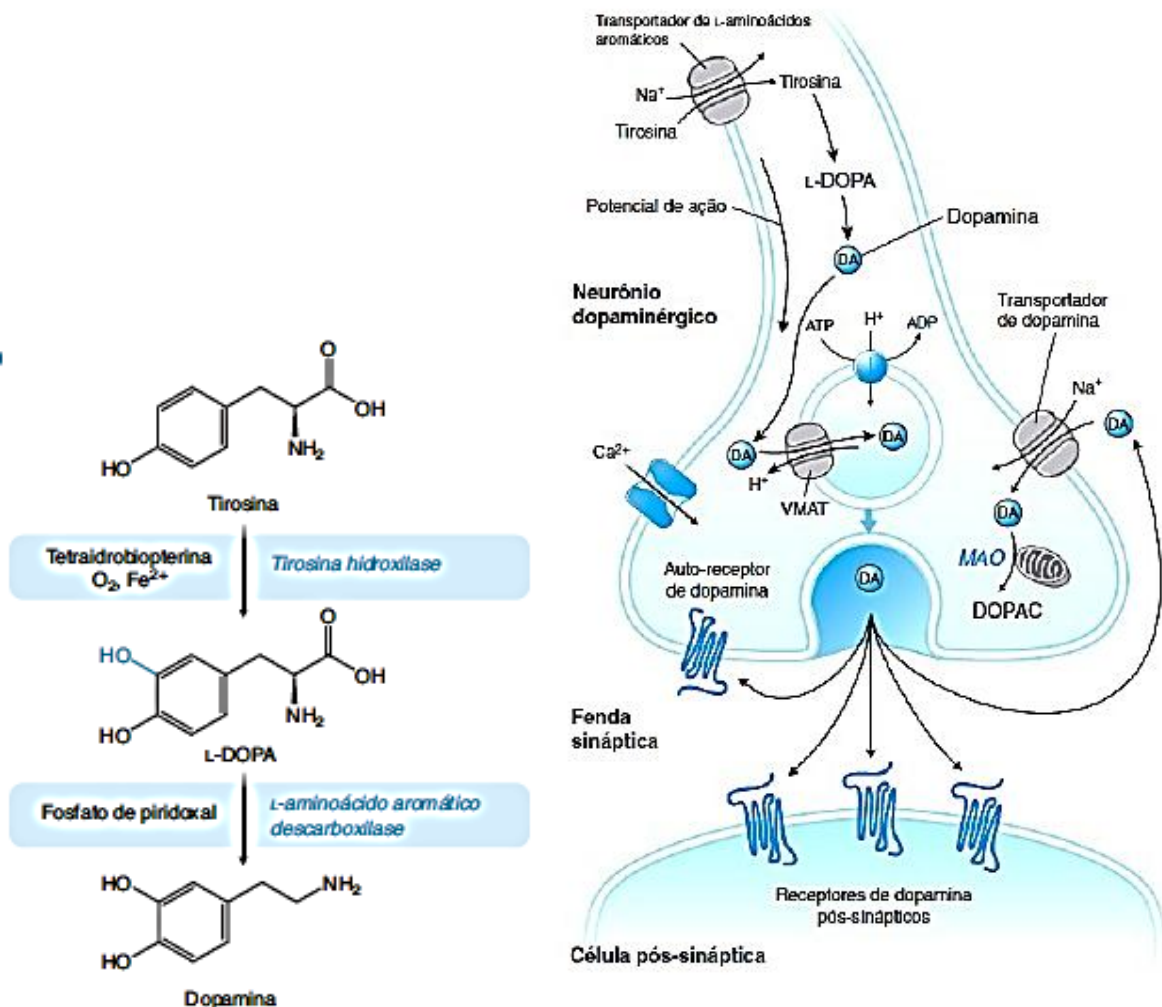 Tirosina
Tetraidrobiopterina
O₂, Fe²⁺
Tirosina hidroxilase
O
OH
NH₂
HO
HO
O
OH
NH₂
HO
L-DOPA
Fosfato de piridoxal
L-aminoácido aromático
descarboxilase
HO
NH₂
HO
Dopamina
Transportador de L-aminoácidos
aromáticos
Na⁺
Tirosina
Tirosina
L-DOPA
Potencial de ação
Dopamina
DA
Neurônio
dopaminérgico
ATP
H⁺
ADP
Transportador
de dopamina
Na⁺
DA
DA
DA
Ca²⁺
H⁺
VMAT
DA
MAO
DOPAC
Auto-receptor
de dopamina
DA
Fenda
sináptica
Receptores de dopamina
pós-sinápticos
Célula pós-sináptica